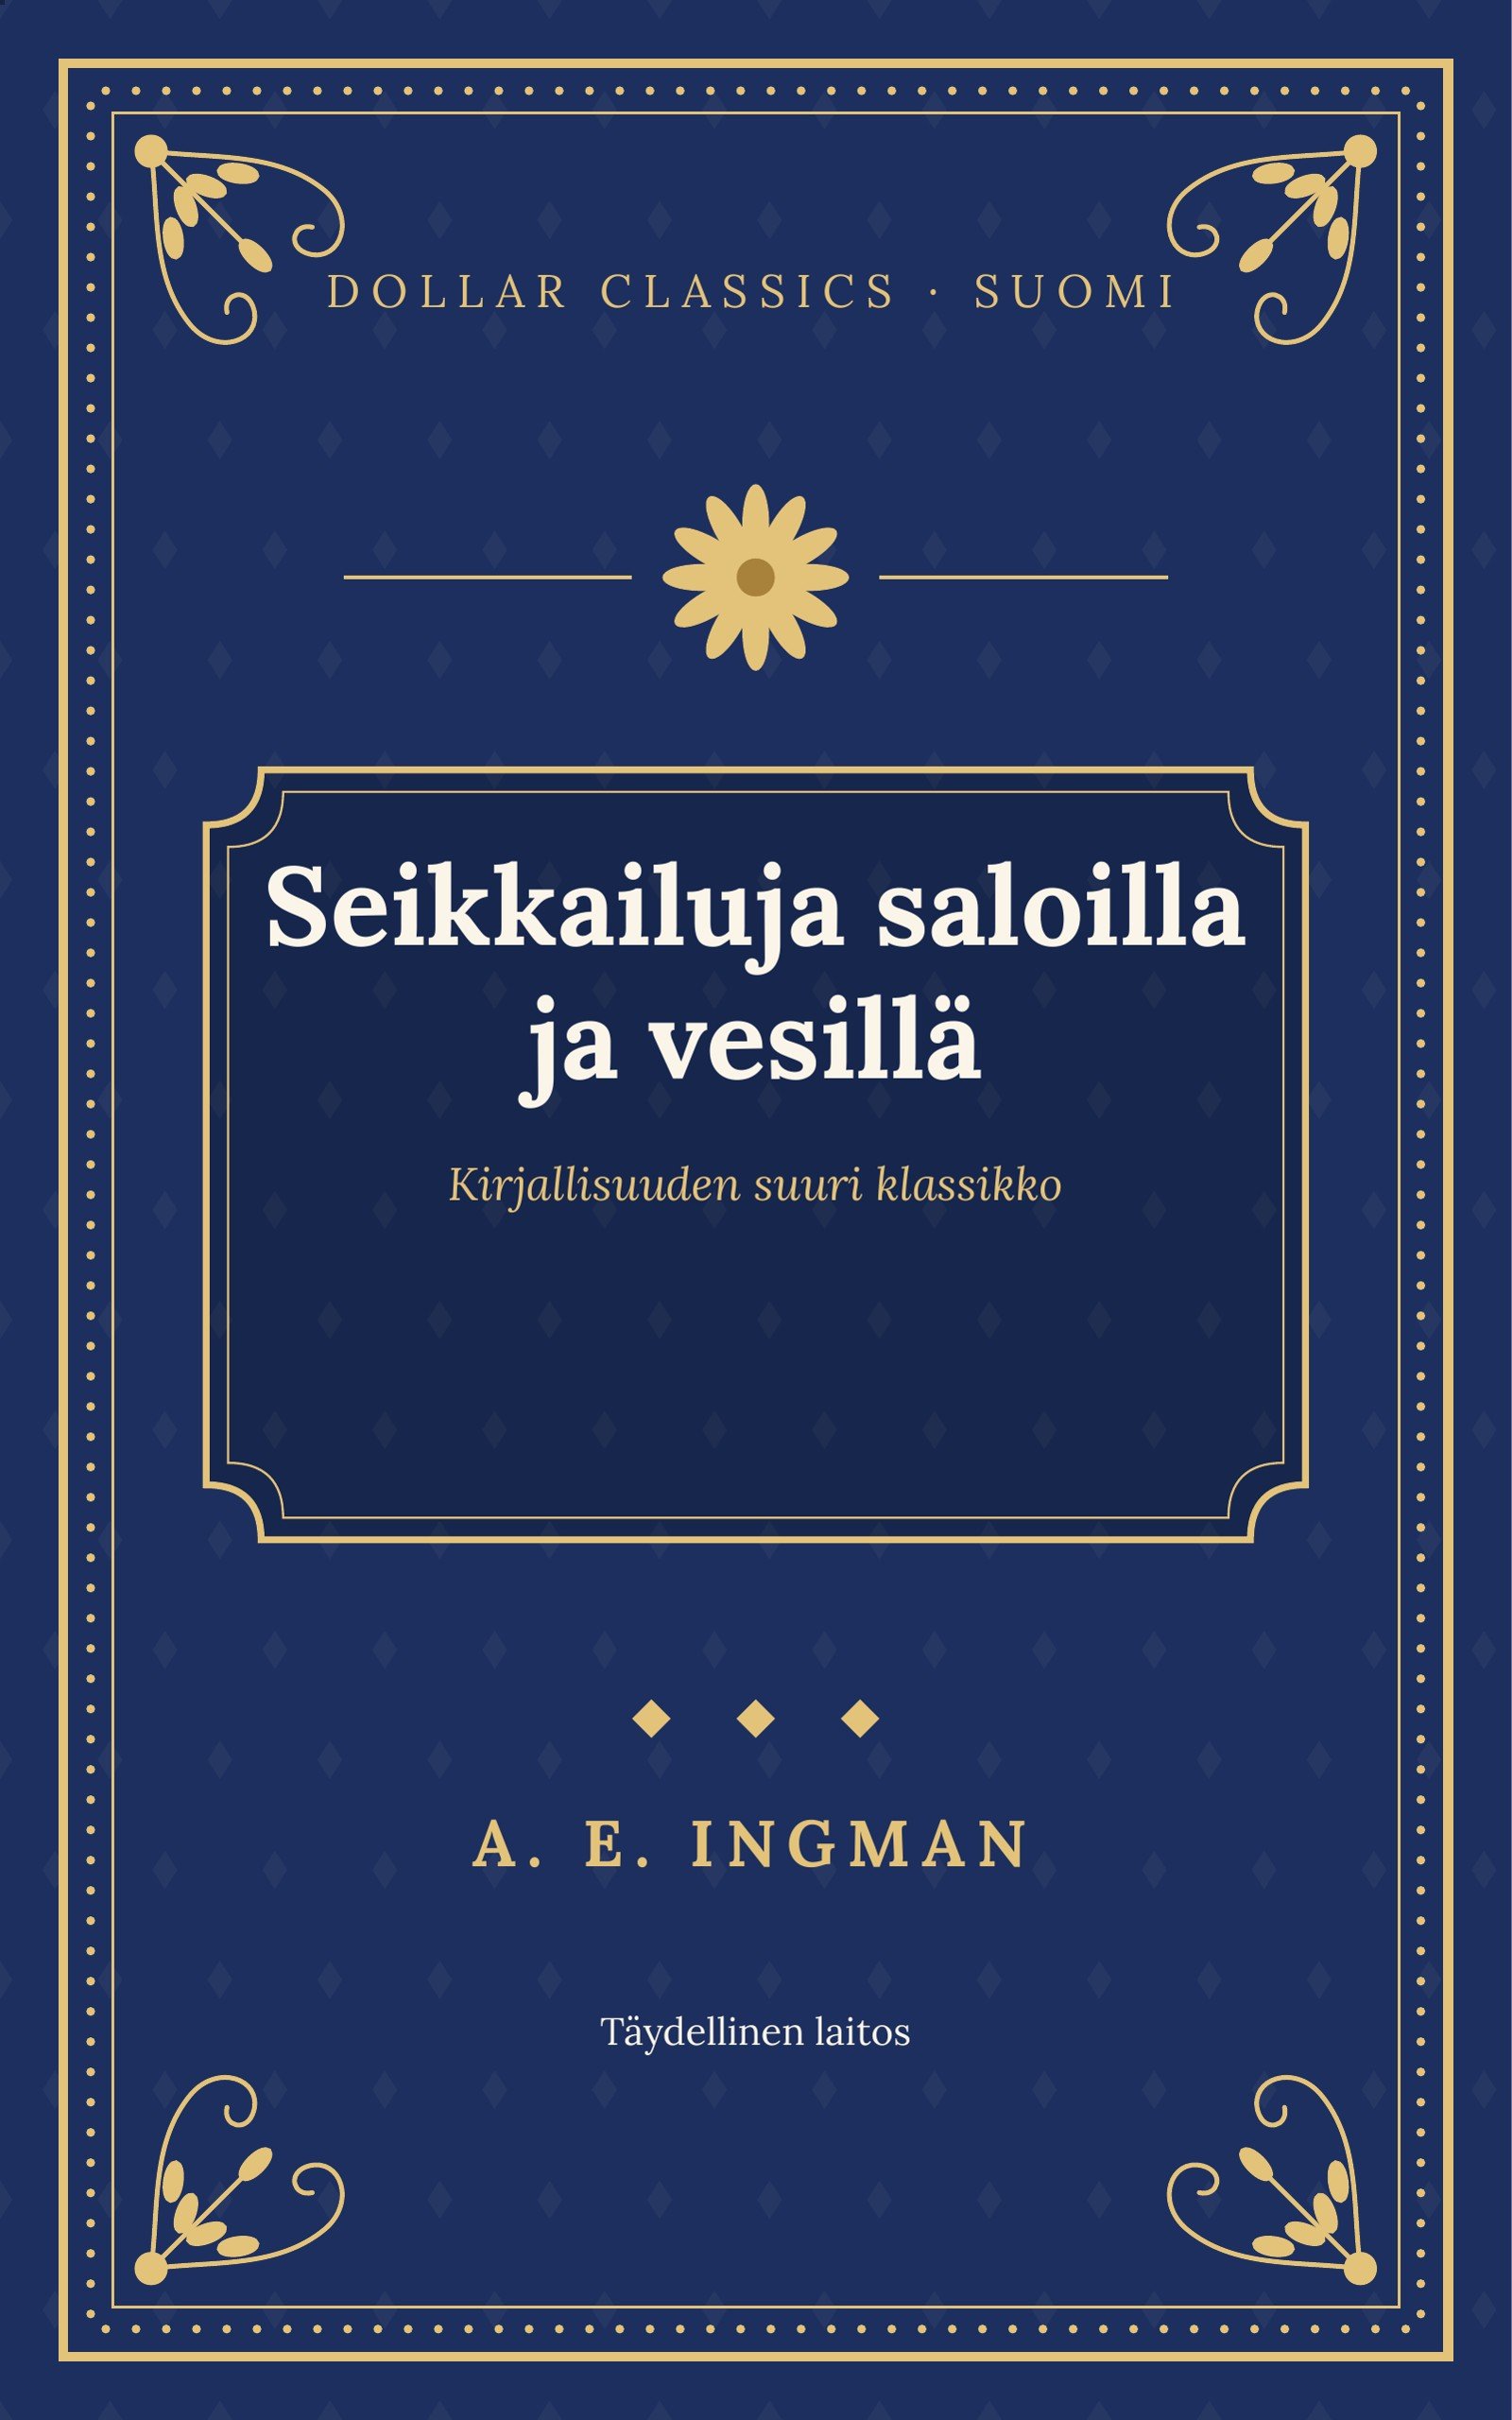 DOLLAR CLASSICS · SUOMI
Seikkailuja saloilla
ja vesillä
Kirjallisuuden suuri klassikko
A. E. INGMAN
Täydellinen laitos